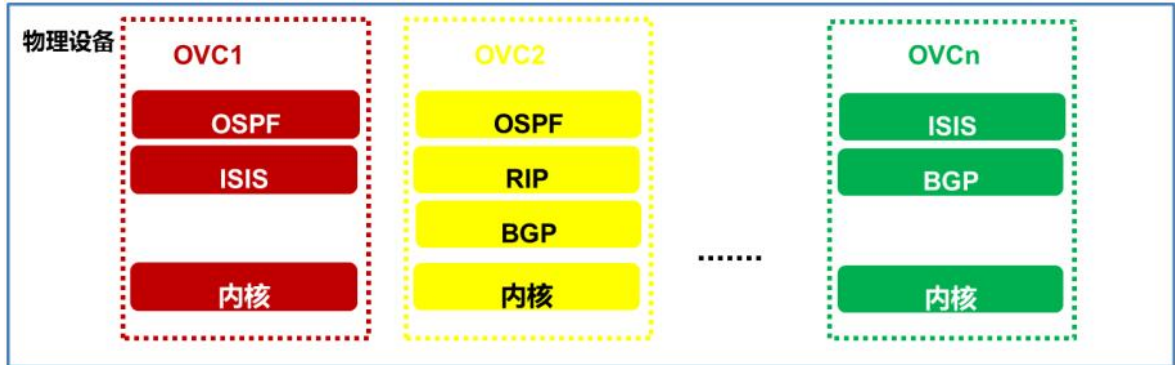 物理设备
OVC1
OSPF
ISIS
内核
OVC2
OSPF
RIP
BGP
内核
.......
OVCn
ISIS
BGP
内核